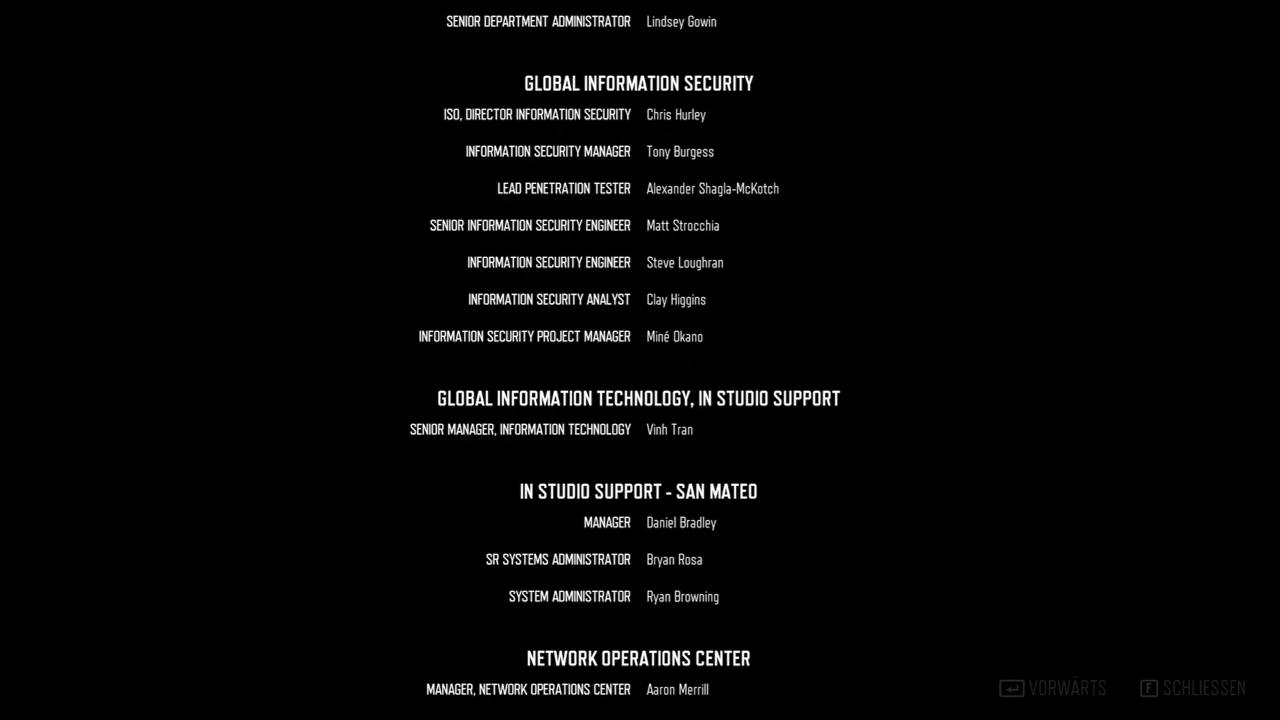 SENIOR DEPARTMENT ADMINISTRATOR Lindsey Gowin
GLOBAL INFORMATION SECURITY
ISO, DIRECTOR INFORMATION SECURITY Chris Hurley
INFORMATION SECURITY MANAGER Tony Burgess
LEAD PENETRATION TESTER Alexander Shagla-McKotch
SENIOR INFORMATION SECURITY ENGINEER Matt Strocchia
INFORMATION SECURITY ENGINEER Steve Loughran
INFORMATION SECURITY ANALYST Clay Higgins
INFORMATION SECURITY PROJECT MANAGER Miné Okano
GLOBAL INFORMATION TECHNOLOGY, IN STUDIO SUPPORT
SENIOR MANAGER, INFORMATION TECHNOLOGY Vinh Tran
IN STUDIO SUPPORT - SAN MATEO
MANAGER Daniel Bradley
SR SYSTEMS ADMINISTRATOR Bryan Rosa
SYSTEM ADMINISTRATOR Ryan Browning
NETWORK OPERATIONS CENTER
MANAGER, NETWORK OPERATIONS CENTER Aaron Merrill
VORWÄRTS F SCHLIESSEN